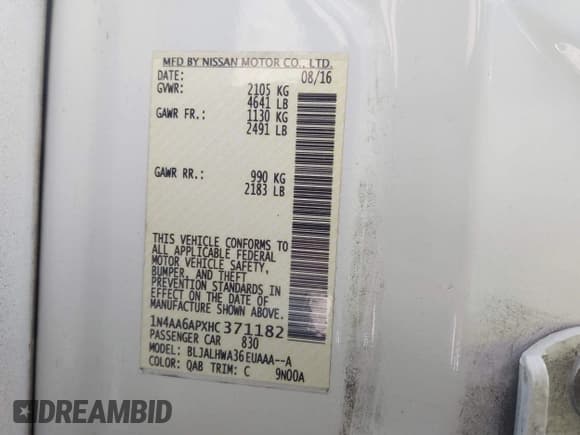 MFD BY NISSAN MOTOR CO., LTD.
DATE: 08/16
GVWR: 2105 KG
4641 LB
GAWR FR.: 1130 KG
2491 LB
GAWR RR.: 990 KG
2183 LB
THIS VEHICLE CONFORMS TO
ALL APPLICABLE FEDERAL
MOTOR VEHICLE SAFETY,
BUMPER, AND THEFT
PREVENTION STANDARDS IN
EFFECT ON THE DATE OF
MANUFACTURE SHOWN ABOVE.
1N4AA6APXHC371182
PASSENGER CAR 830
MODEL: BLJALHWA36EUAAA--A
COLOR: QAB TRIM: C 9N00A
DREAMBID